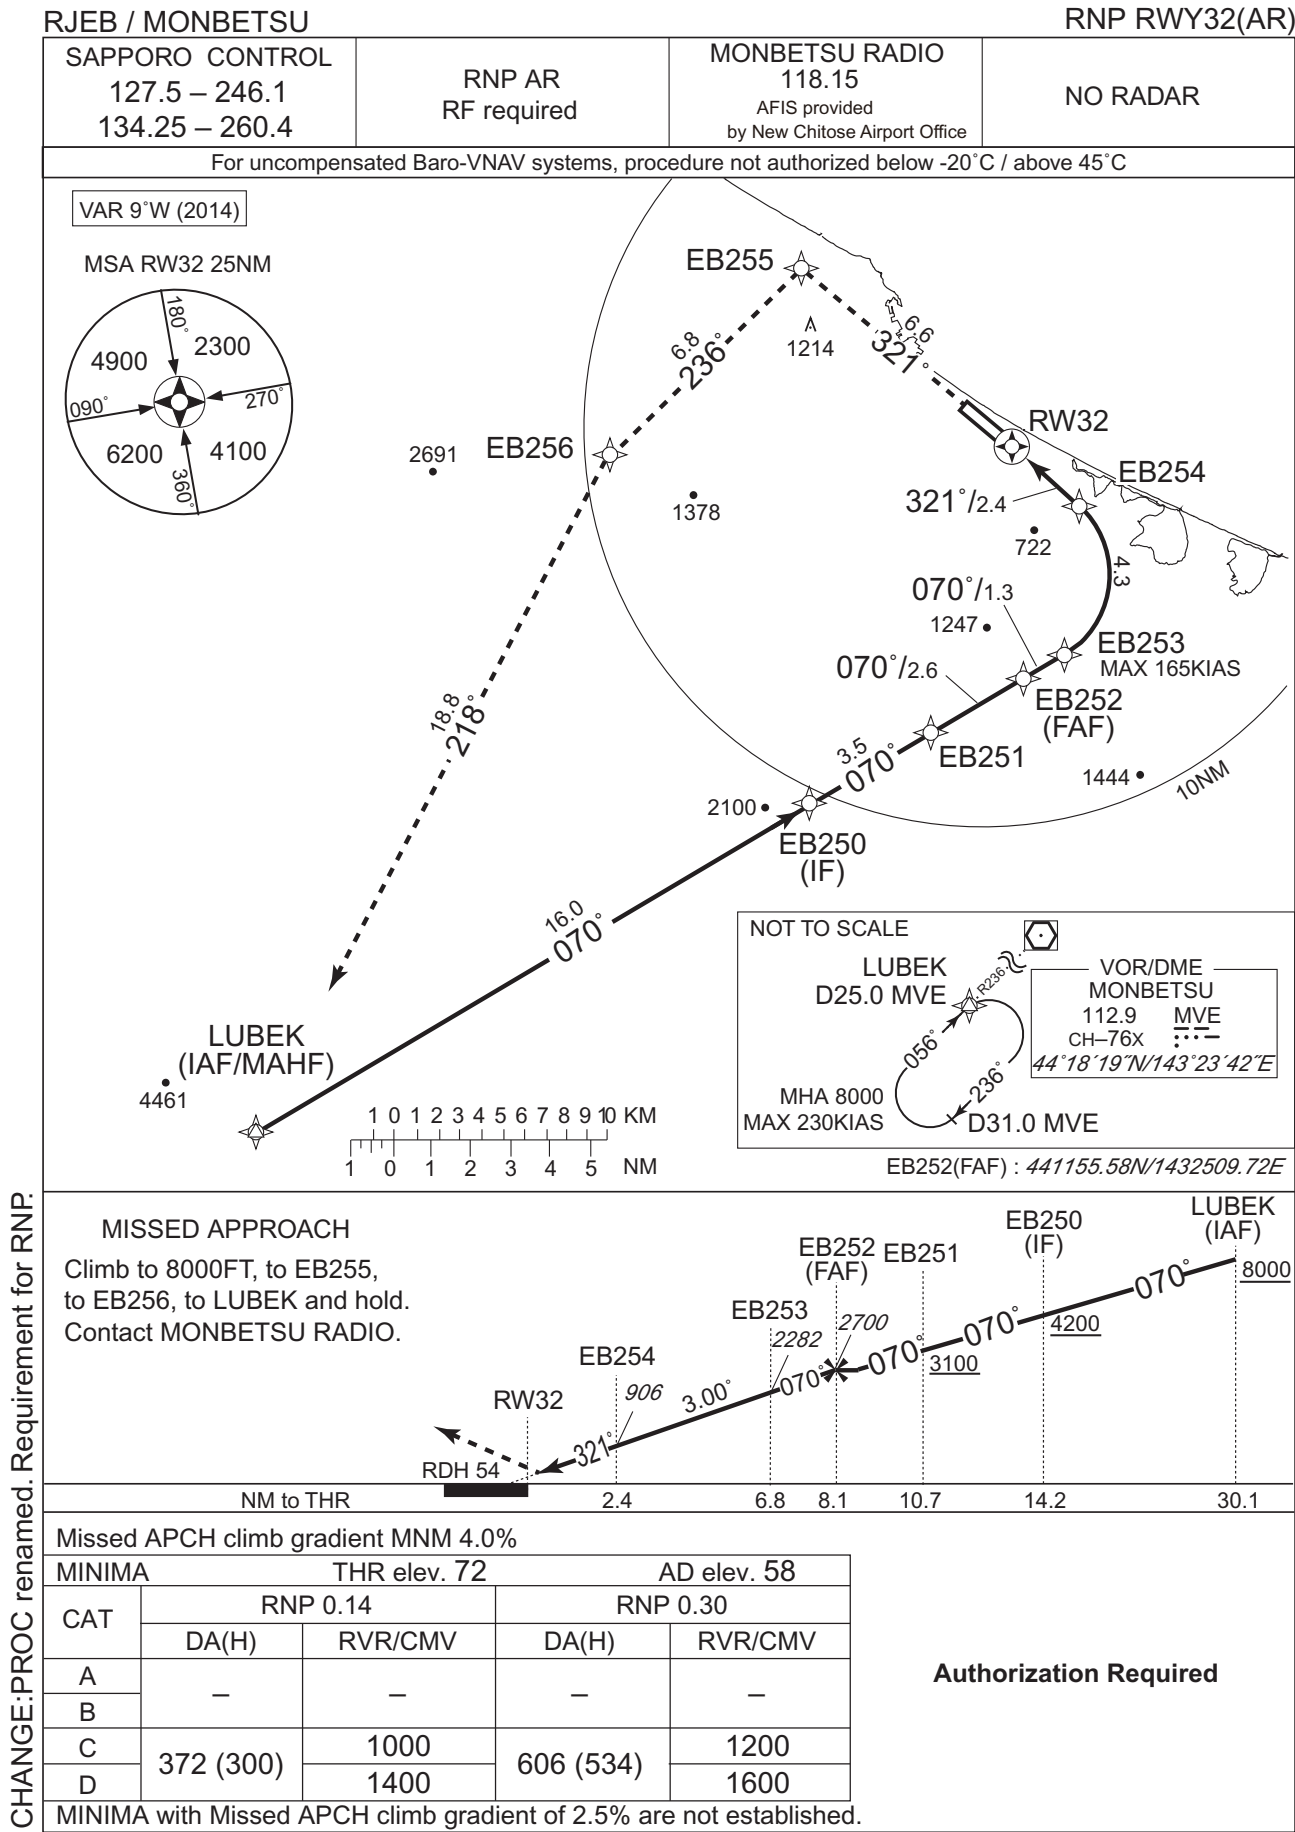 RJEB / MONBETSU
RNP RWY32(AR)
SAPPORO CONTROL
127.5 – 246.1
134.25 – 260.4
RNP AR
RF required
MONBETSU RADIO
118.15
AFIS provided
by New Chitose Airport Office
NO RADAR
For uncompensated Baro-VNAV systems, procedure not authorized below -20˚C / above 45˚C
VAR 9˚W (2014)
MSA RW32 25NM
180˚
4900
2300
090˚
270˚
6200
4100
360˚
EB255
6.8
236˚
1214
6.6
321˚
RW32
2691
EB256
EB254
1378
321˚/2.4
722
4.3
070˚/1.3
1247
EB253
MAX 165KIAS
070˚/2.6
EB252
(FAF)
18.8
218˚
3.5
070˚
EB251
1444
10NM
2100
EB250
(IF)
16.0
070˚
LUBEK
(IAF/MAHF)
4461
1 0 1 2 3 4 5 6 7 8 9 10 KM
1 0 1 2 3 4 5 NM
NOT TO SCALE
LUBEK
D25.0 MVE
R236
056˚
236˚
MHA 8000
MAX 230KIAS
D31.0 MVE
VOR/DME
MONBETSU
112.9 MVE
CH–76X
44˚18´19˝N/143˚23´42˝E
EB252(FAF) : 441155.58N/1432509.72E
MISSED APPROACH
Climb to 8000FT, to EB255,
to EB256, to LUBEK and hold.
Contact MONBETSU RADIO.
LUBEK
(IAF)
8000
EB250
(IF)
070˚
4200
EB251
070˚
3100
EB252
(FAF)
070˚
2700
EB253
2282
070˚
EB254
906
3.00˚
RW32
321˚
RDH 54
NM to THR
2.4 6.8 8.1 10.7 14.2 30.1
Missed APCH climb gradient MNM 4.0%
MINIMA THR elev. 72 AD elev. 58
CAT RNP 0.14 RNP 0.30
DA(H) RVR/CMV DA(H) RVR/CMV
A
B
– – – –
C 372 (300) 1000 606 (534) 1200
D 1400 1600
MINIMA with Missed APCH climb gradient of 2.5% are not established.
Authorization Required
CHANGE:PROC renamed. Requirement for RNP.